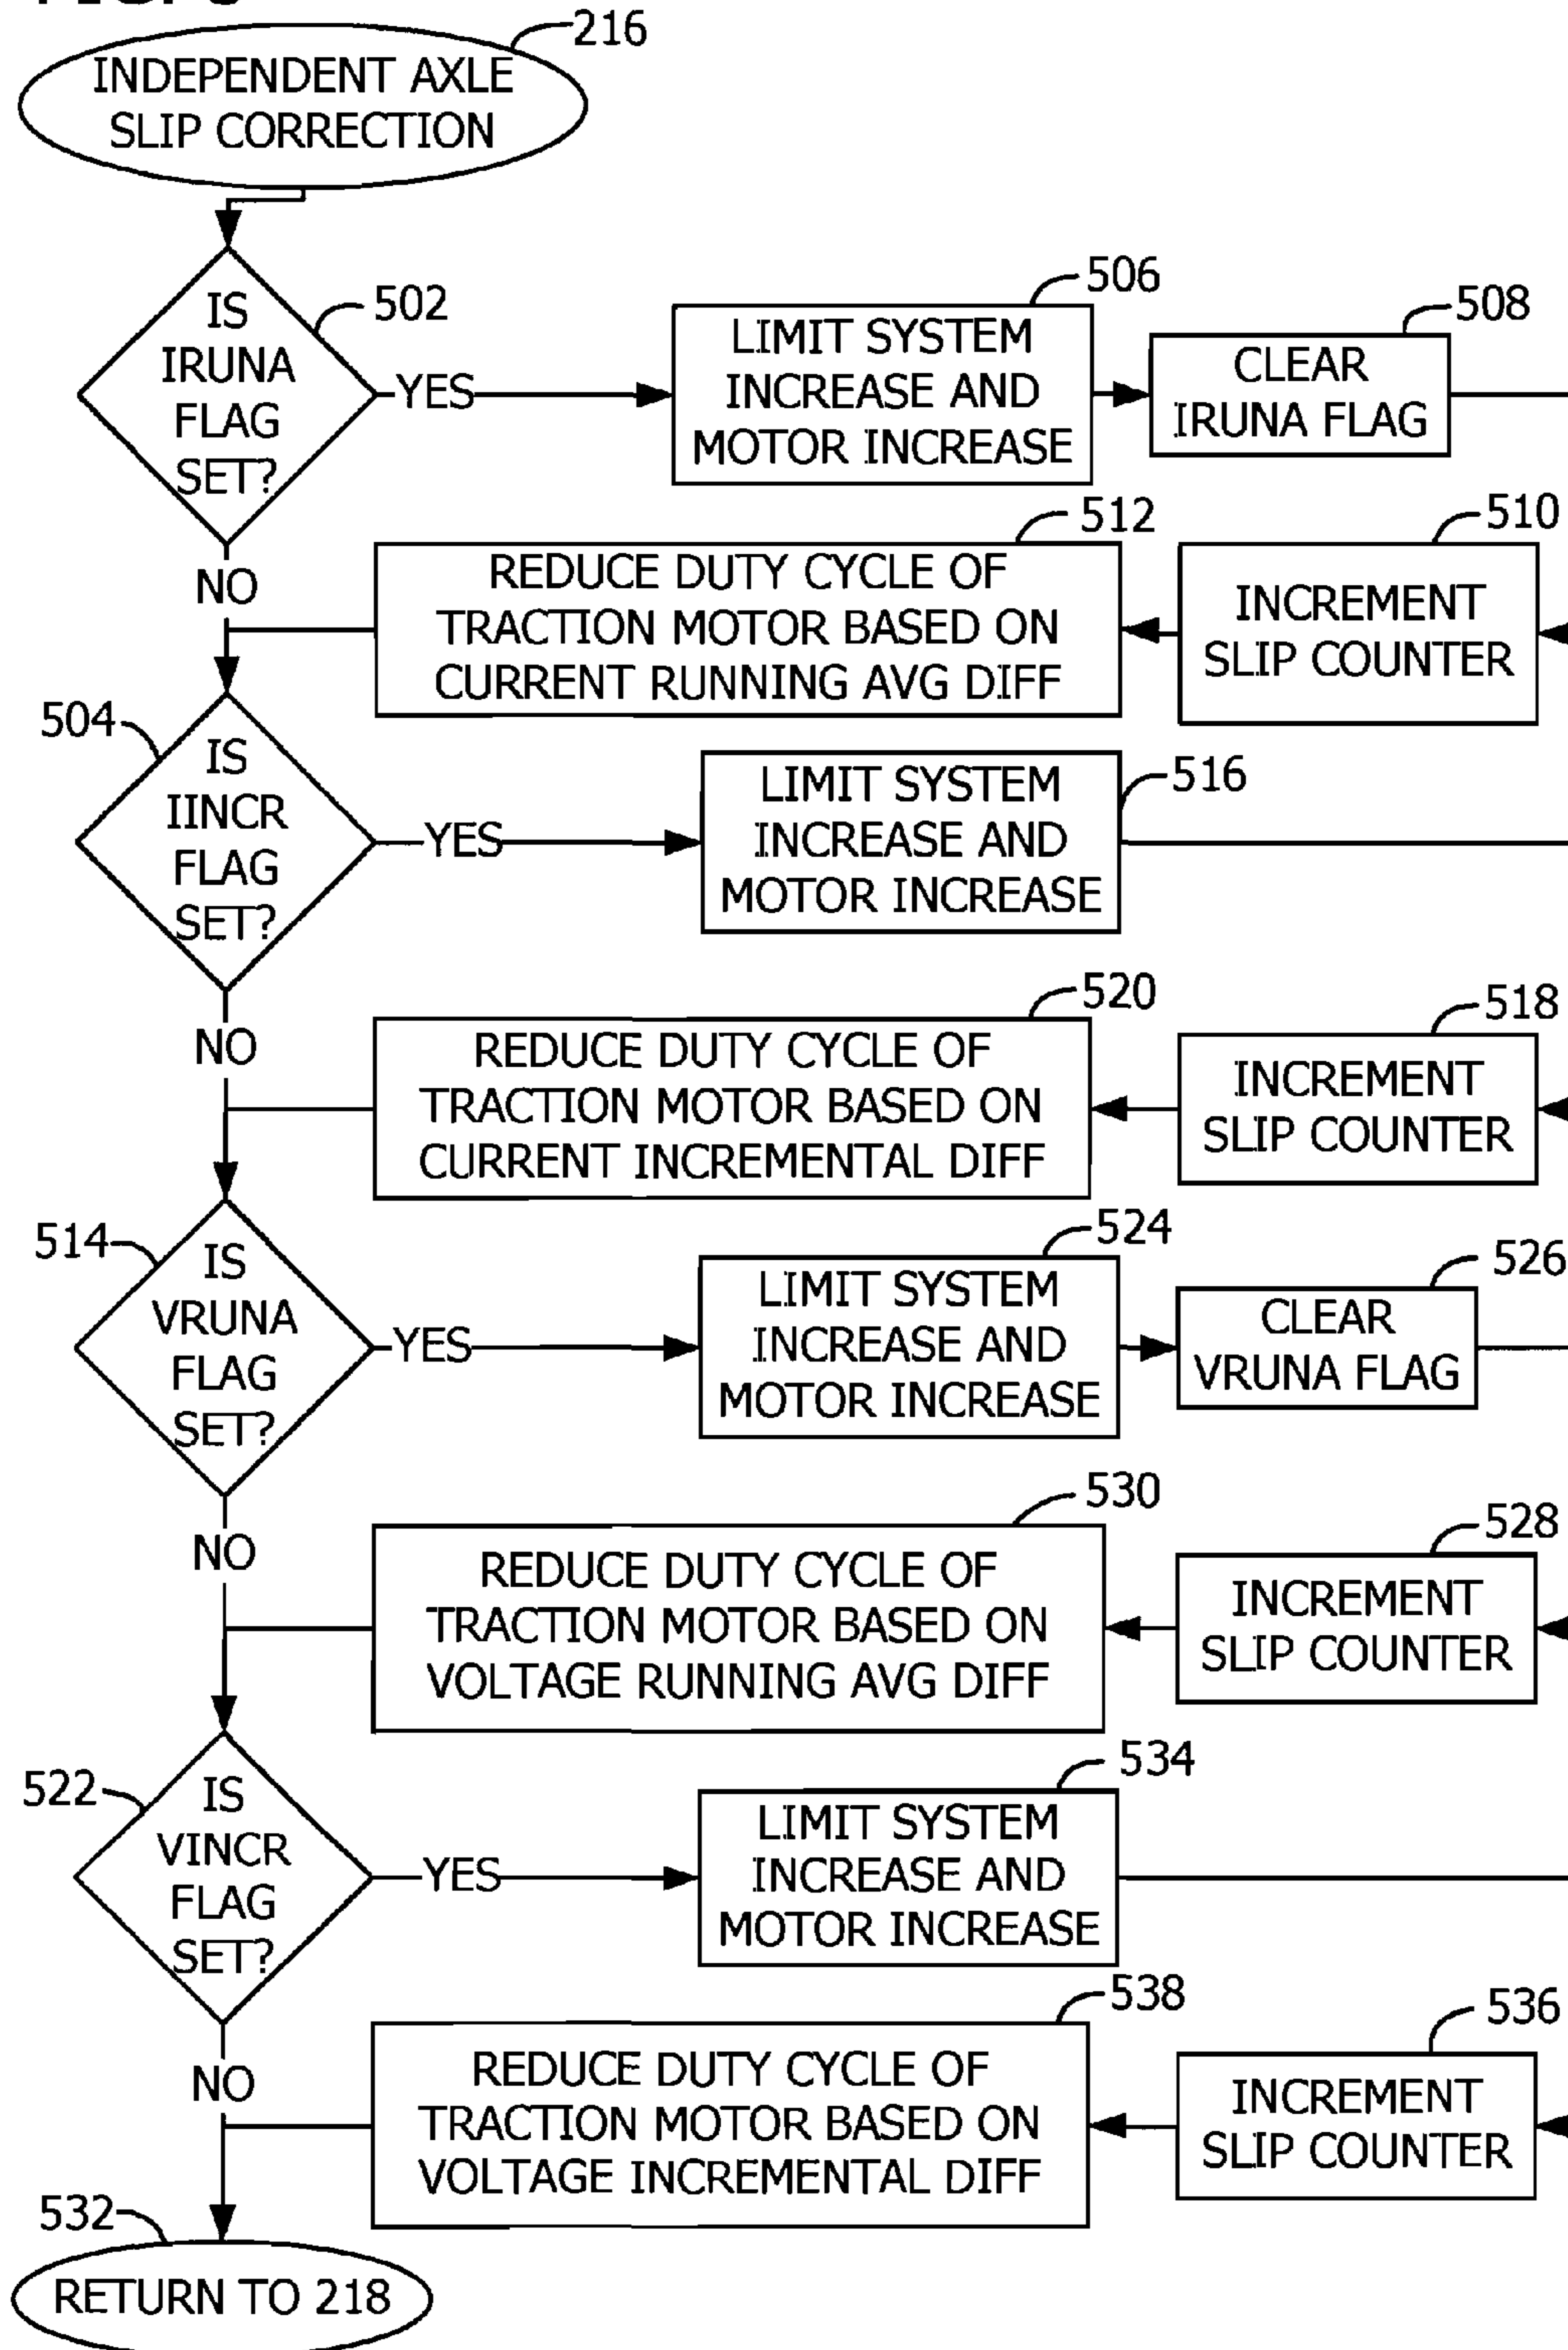 216
INDEPENDENT AXLE
SLIP CORRECTION
502
IS
IRUNA
FLAG
SET?
YES
506
LIMIT SYSTEM
INCREASE AND
MOTOR INCREASE
508
CLEAR
IRUNA FLAG
NO
512
REDUCE DUTY CYCLE OF
TRACTION MOTOR BASED ON
CURRENT RUNNING AVG DIFF
510
INCREMENT
SLIP COUNTER
504
IS
IINCR
FLAG
SET?
YES
516
LIMIT SYSTEM
INCREASE AND
MOTOR INCREASE
NO
520
REDUCE DUTY CYCLE OF
TRACTION MOTOR BASED ON
CURRENT INCREMENTAL DIFF
518
INCREMENT
SLIP COUNTER
514
IS
VRUNA
FLAG
SET?
YES
524
LIMIT SYSTEM
INCREASE AND
MOTOR INCREASE
526
CLEAR
VRUNA FLAG
NO
530
REDUCE DUTY CYCLE OF
TRACTION MOTOR BASED ON
VOLTAGE RUNNING AVG DIFF
528
INCREMENT
SLIP COUNTER
522
IS
VINCR
FLAG
SET?
YES
534
LIMIT SYSTEM
INCREASE AND
MOTOR INCREASE
NO
538
REDUCE DUTY CYCLE OF
TRACTION MOTOR BASED ON
VOLTAGE INCREMENTAL DIFF
536
INCREMENT
SLIP COUNTER
532
RETURN TO 218